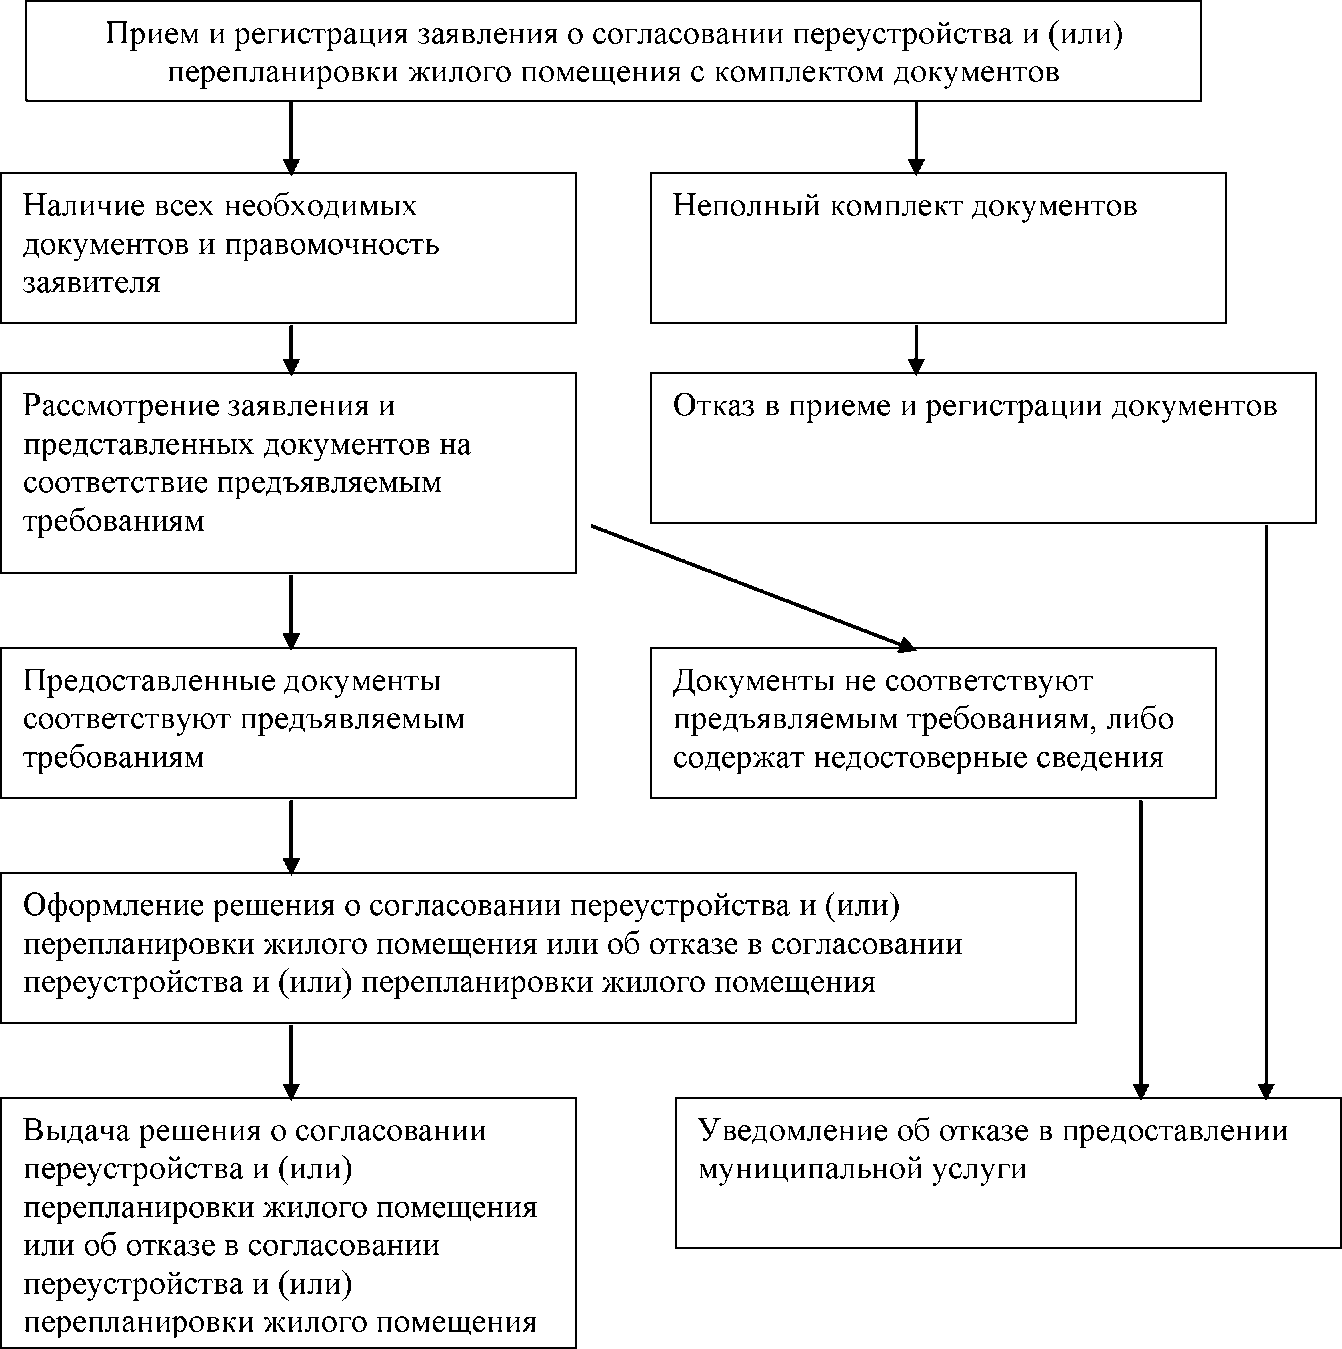 Прием и регистрация заявления о согласовании переустройства и (или)
перепланировки жилого помещения с комплектом документов
Наличие всех необходимых
документов и правомочность
заявителя
Неполный комплект документов
Рассмотрение заявления и
представленных документов на
соответствие предъявляемым
требованиям
Отказ в приеме и регистрации документов
Предоставленные документы
соответствуют предъявляемым
требованиям
Документы не соответствуют
предъявляемым требованиям, либо
содержат недостоверные сведения
Оформление решения о согласовании переустройства и (или)
перепланировки жилого помещения или об отказе в согласовании
переустройства и (или) перепланировки жилого помещения
Выдача решения о согласовании
переустройства и (или)
перепланировки жилого помещения
или об отказе в согласовании
переустройства и (или)
перепланировки жилого помещения
Уведомление об отказе в предоставлении
муниципальной услуги